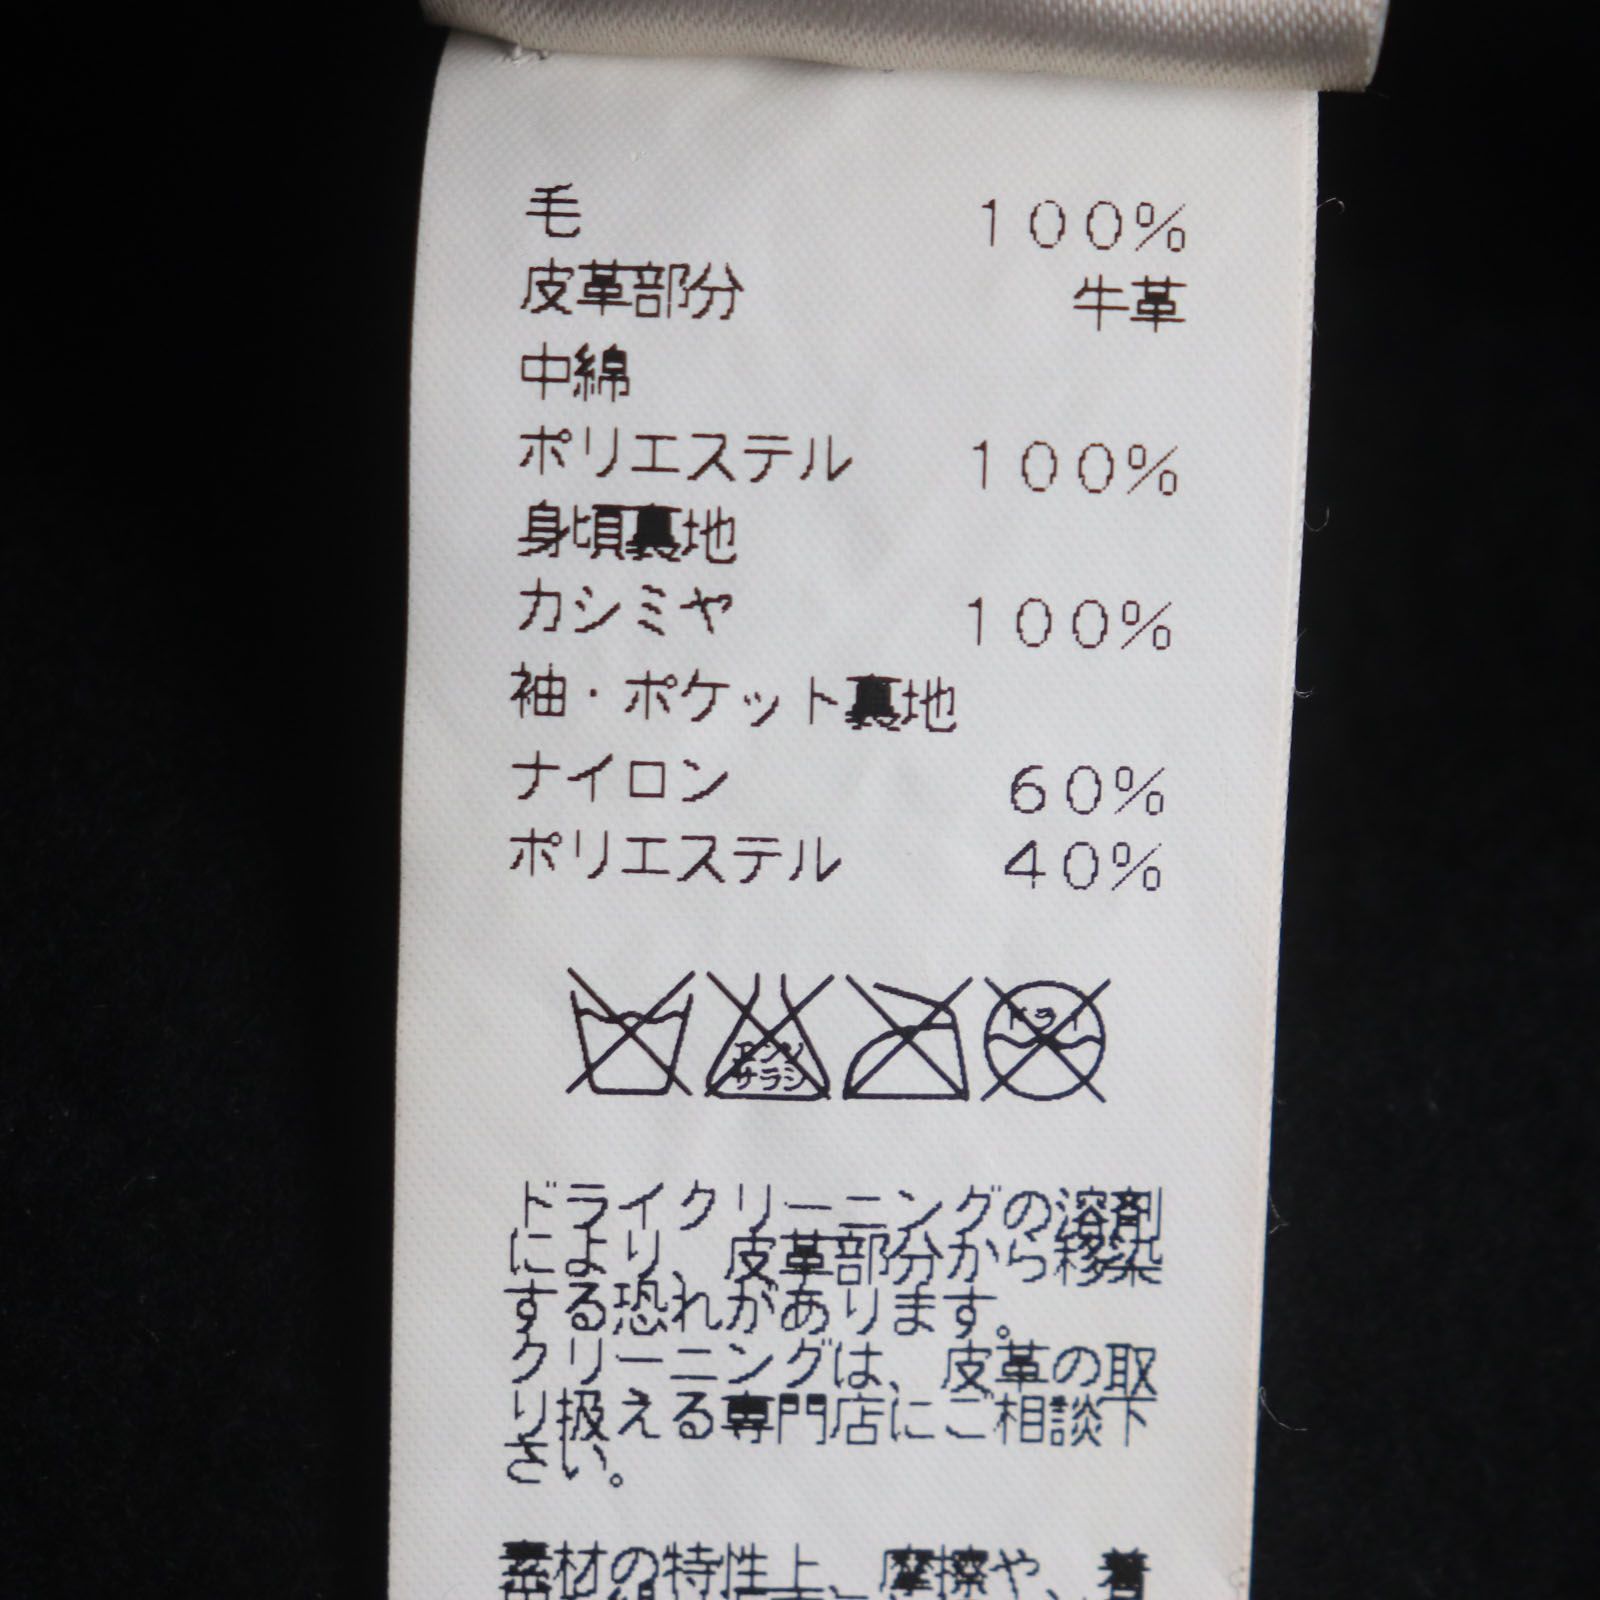 毛 100%
皮革部分 牛革
中綿
ポリエステル 100%
身頃裏地
カシミヤ 100%
袖・ポケット裏地
ナイロン 60%
ポリエステル 40%
エンソ サラシ
ドライ
ドライクリーニングの溶剤
により、皮革部分から移染
する恐れがあります。
クリーニングは、皮革の取
り扱える専門店にご相談下
さい。
素材の特性上、摩擦や、着